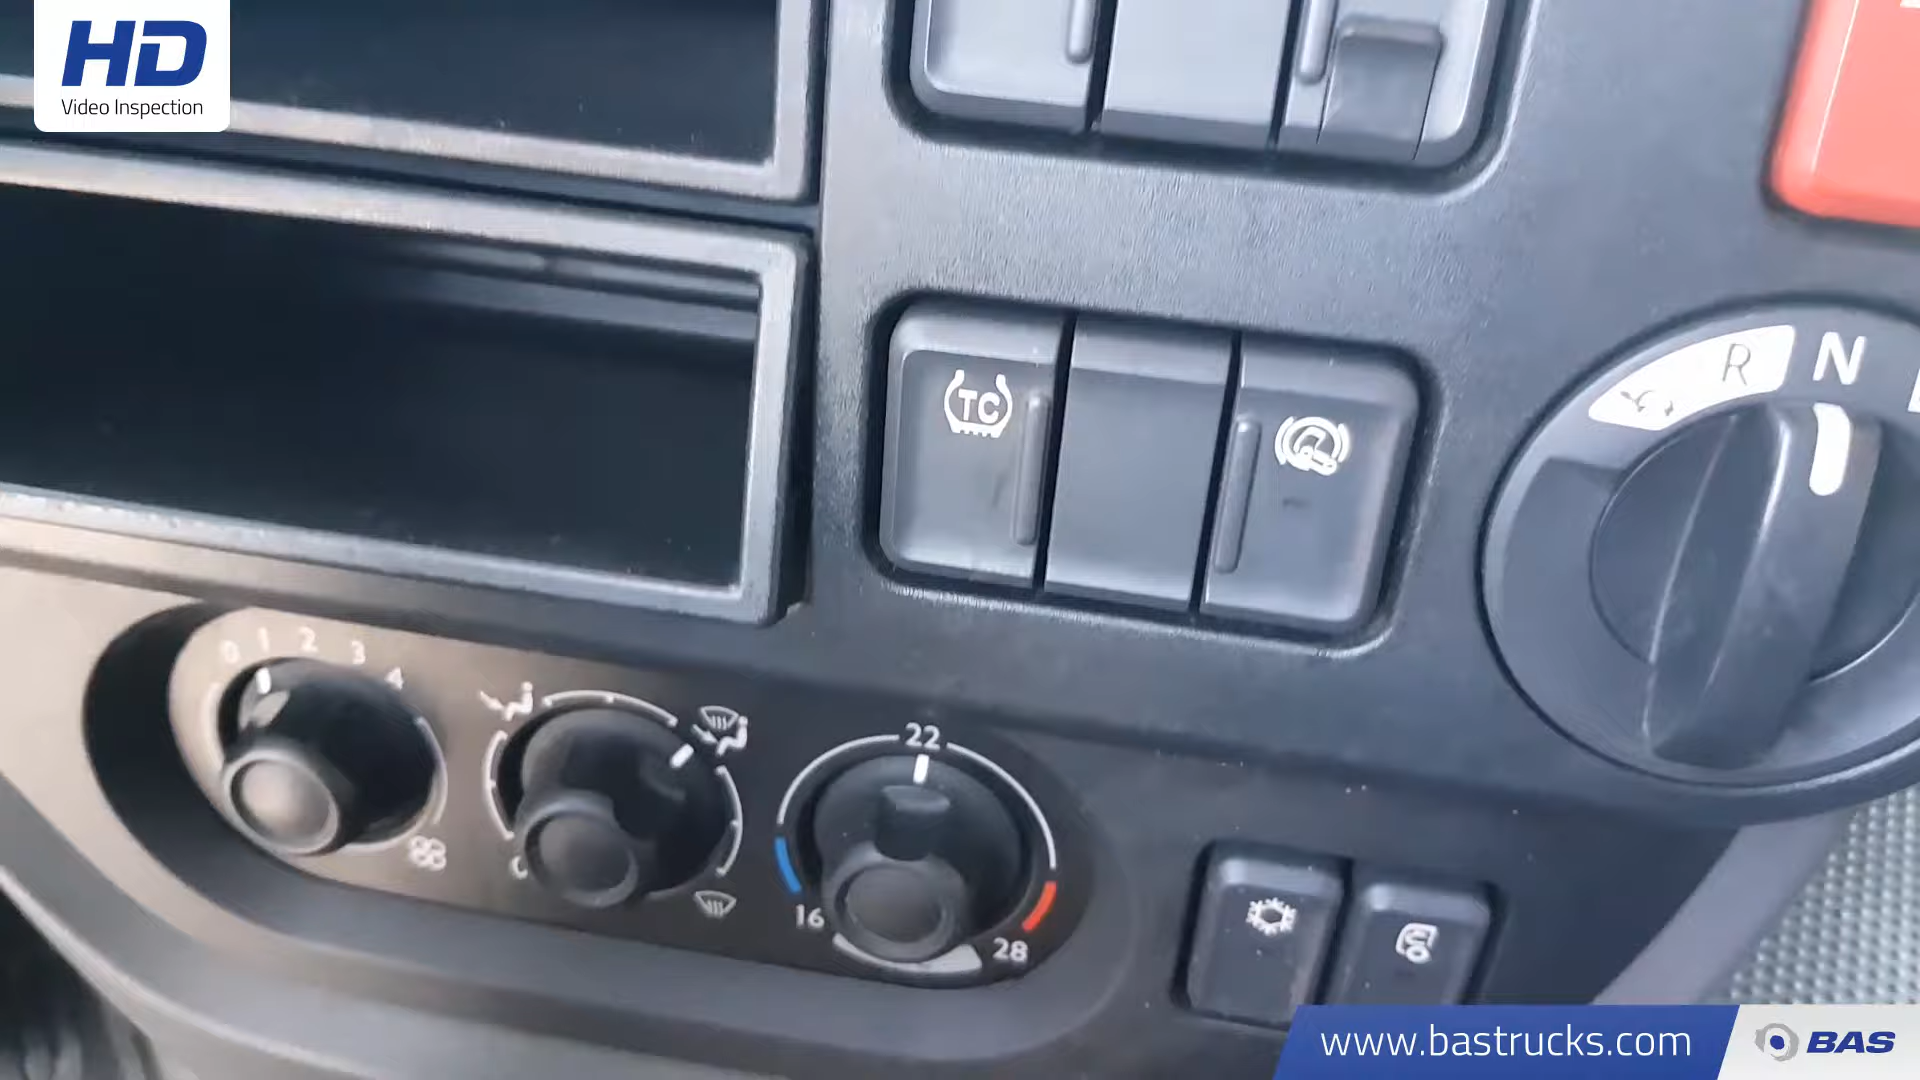 HD
Video Inspection
R N
TC
0 1 2 3 4
22
16
28
www.bastrucks.com
BAS